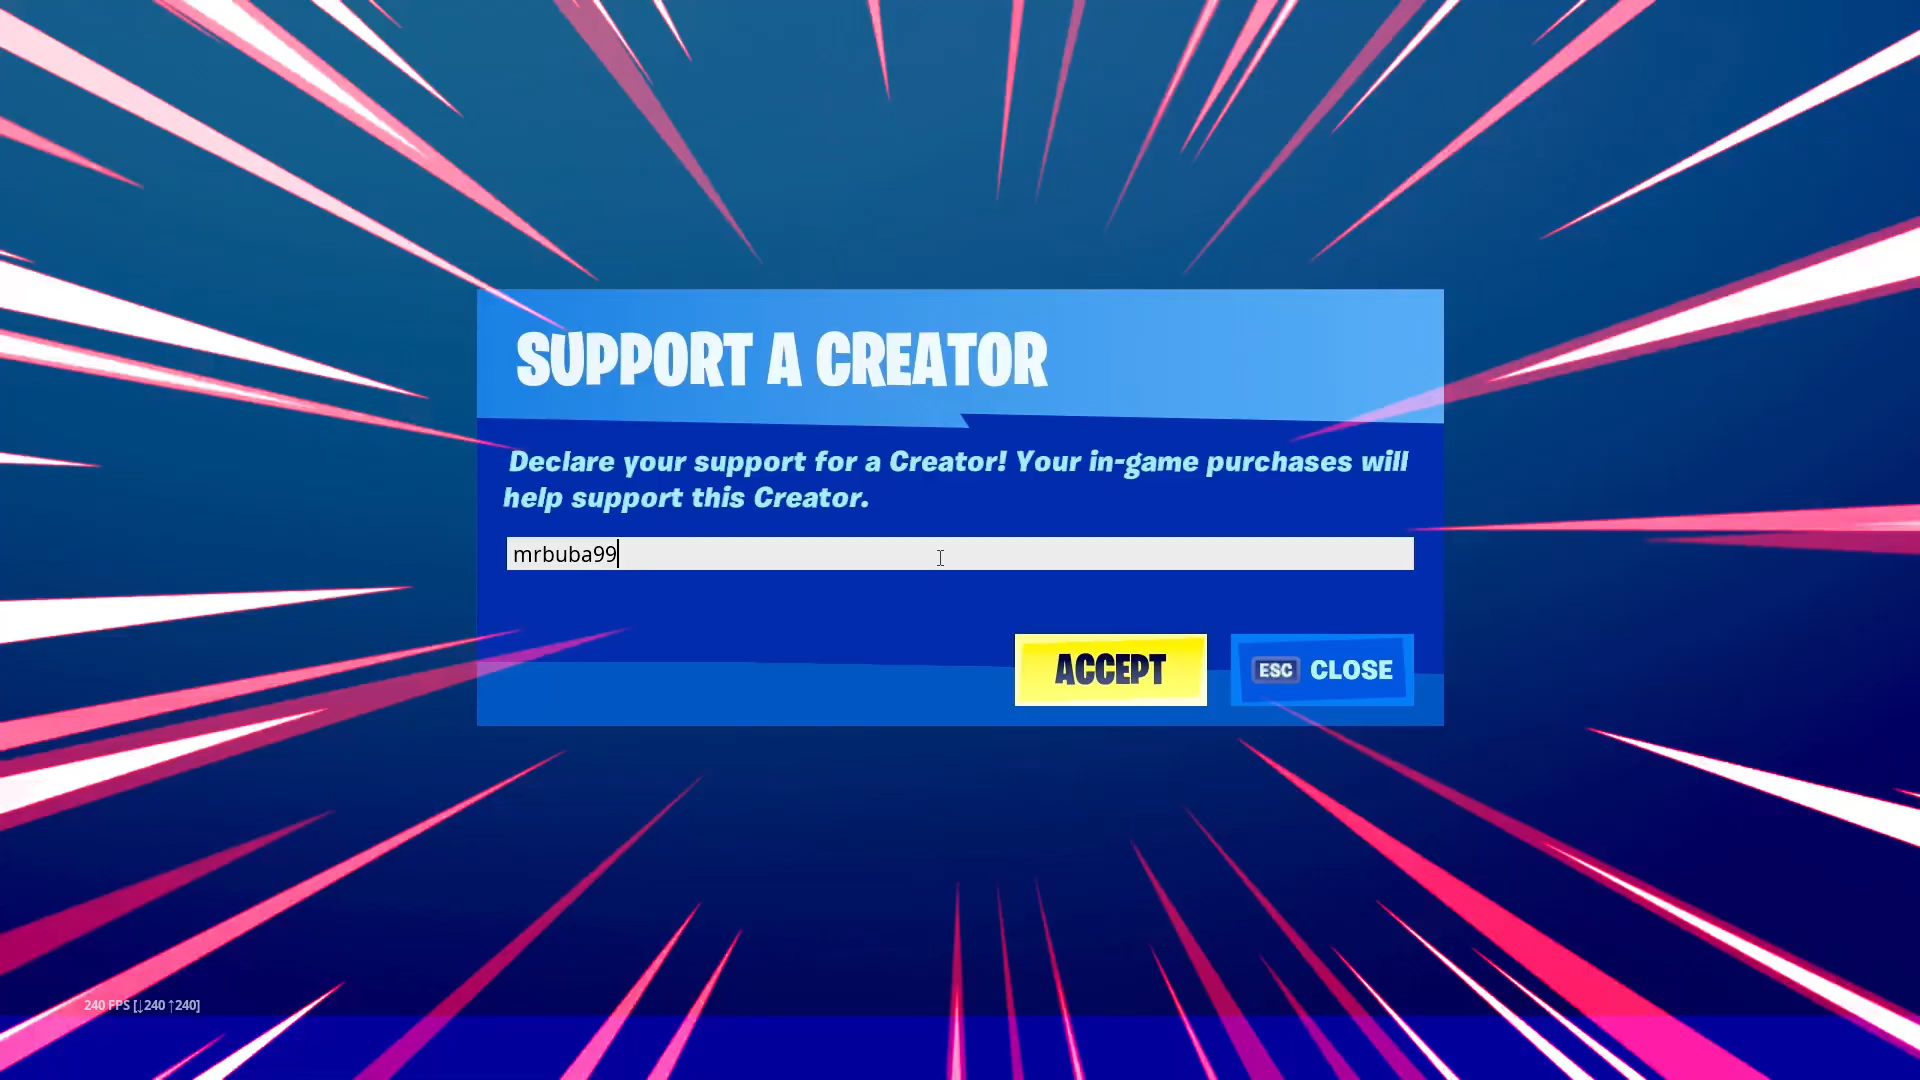 SUPPORT A CREATOR
Declare your support for a Creator! Your in-game purchases will
help support this Creator.
mrbuba99
ACCEPT
ESC CLOSE
240 FPS [↓240 ↑240]